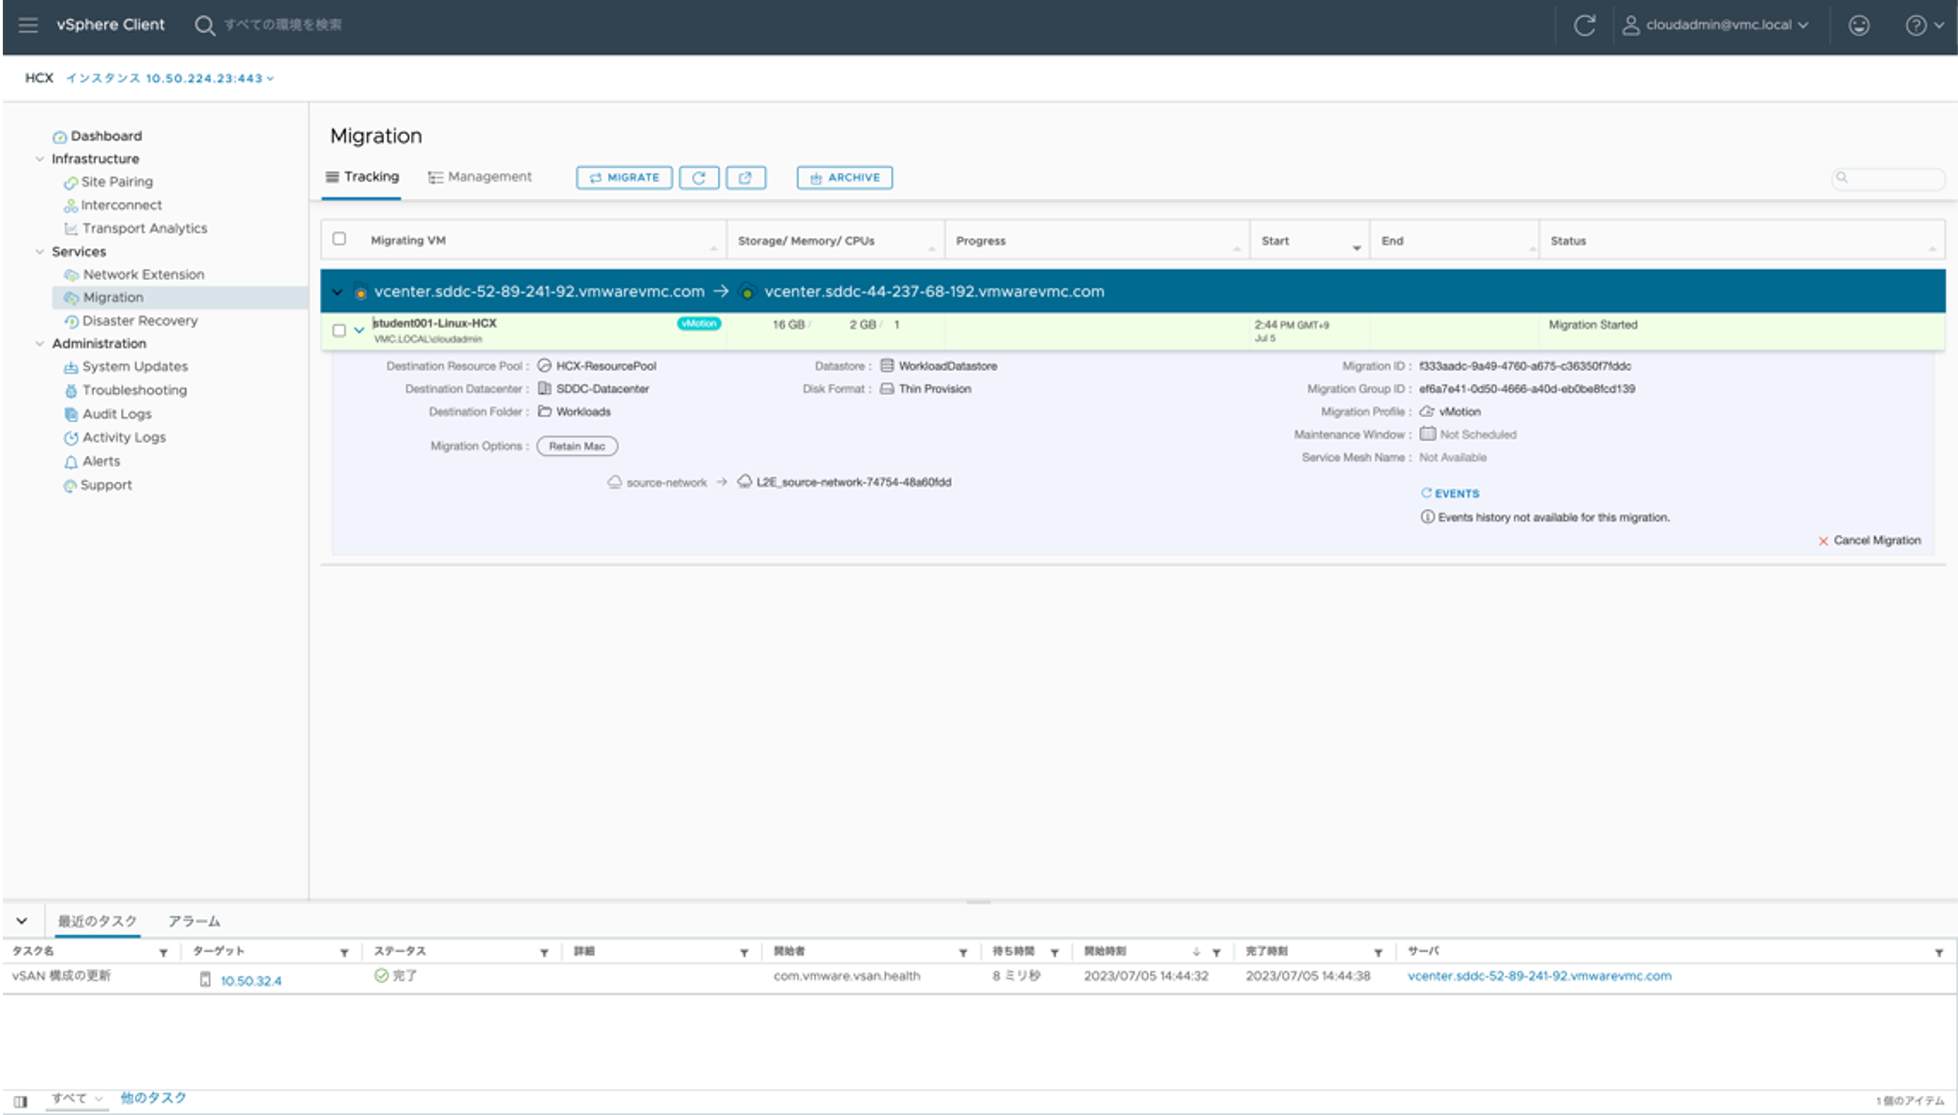 vSphere Client すべての環境を検索 cloudadmin@vmc.local
HCX インスタンス 10.50.224.23:443
Dashboard
Infrastructure
Site Pairing
Interconnect
Transport Analytics
Services
Network Extension
Migration
Disaster Recovery
Administration
System Updates
Troubleshooting
Audit Logs
Activity Logs
Alerts
Support
Migration
Tracking Management MIGRATE ARCHIVE
Migrating VM Storage/ Memory/ CPUs Progress Start End Status
vcenter.sddc-52-89-241-92.vmwarevmc.com → vcenter.sddc-44-237-68-192.vmwarevmc.com
student001-Linux-HCX vMotion 16 GB / 2 GB / 1 2:44 PM GMT+9 Migration Started
VMC.LOCAL\cloudadmin Jul 5
Destination Resource Pool : HCX-ResourcePool Datastore : WorkloadDatastore Migration ID : f333aadc-9a49-4760-a675-c36350f7fddc
Destination Datacenter : SDDC-Datacenter Disk Format : Thin Provision Migration Group ID : ef6a7e41-0d50-4666-a40d-eb0be8fcd139
Destination Folder : Workloads Migration Profile : vMotion
Maintenance Window : Not Scheduled
Migration Options : Retain Mac
Service Mesh Name : Not Available
source-network → L2E_source-network-74754-48a60fdd
EVENTS
Events history not available for this migration.
Cancel Migration
最近のタスク アラーム
タスク名 ターゲット ステータス 詳細 開始者 待ち時間 開始時刻 完了時刻 サーバ
vSAN 構成の更新 10.50.32.4 完了 com.vmware.vsan.health 8 ミリ秒 2023/07/05 14:44:32 2023/07/05 14:44:38 vcenter.sddc-52-89-241-92.vmwarevmc.com
すべて 他のタスク 1 個のアイテム